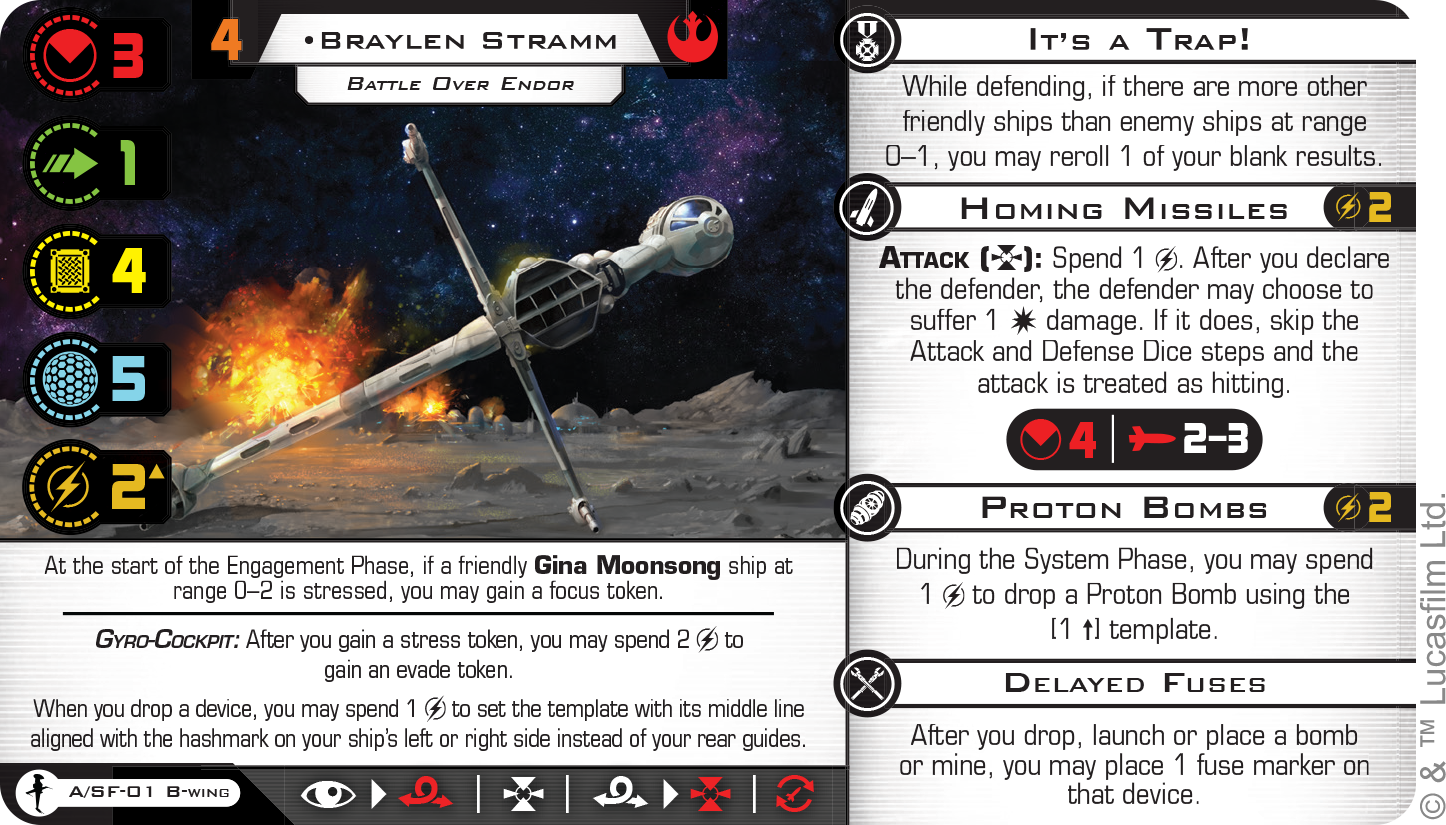 3
4
•Braylen Stramm
Battle Over Endor
1
4
5
2
At the start of the Engagement Phase, if a friendly Gina Moonsong ship at
range 0–2 is stressed, you may gain a focus token.
Gyro-Cockpit: After you gain a stress token, you may spend 2 to
gain an evade token.
When you drop a device, you may spend 1 to set the template with its middle line
aligned with the hashmark on your ship's left or right side instead of your rear guides.
A/SF-01 B-wing
It's a Trap!
While defending, if there are more other
friendly ships than enemy ships at range
0–1, you may reroll 1 of your blank results.
Homing Missiles 2
Attack ( ): Spend 1 . After you declare
the defender, the defender may choose to
suffer 1 damage. If it does, skip the
Attack and Defense Dice steps and the
attack is treated as hitting.
4 2–3
Proton Bombs 2
During the System Phase, you may spend
1 to drop a Proton Bomb using the
[1 ↑] template.
Delayed Fuses
After you drop, launch or place a bomb
or mine, you may place 1 fuse marker on
that device.
© & ™ Lucasfilm Ltd.